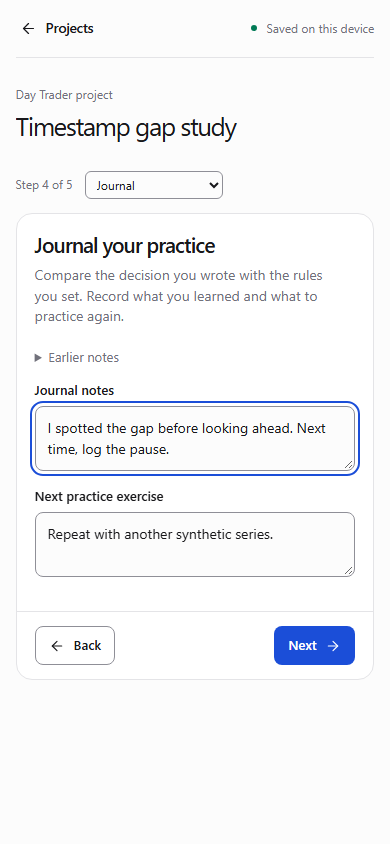 Projects
Saved on this device
Day Trader project
Timestamp gap study
Step 4 of 5
Journal
Journal your practice
Compare the decision you wrote with the rules
you set. Record what you learned and what to
practice again.
Earlier notes
Journal notes
I spotted the gap before looking ahead. Next
time, log the pause.
Next practice exercise
Repeat with another synthetic series.
Back
Next